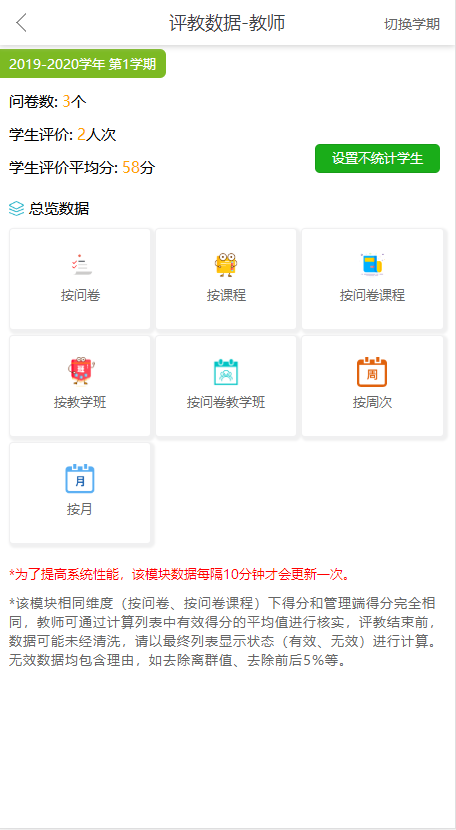 评教数据-教师
切换学期
2019-2020学年 第1学期
问卷数: 3个
学生评价: 2人次
学生评价平均分: 58分
设置不统计学生
总览数据
按问卷
按课程
按问卷课程
按教学班
按问卷教学班
周
按周次
月
按月
*为了提高系统性能，该模块数据每隔10分钟才会更新一次。
*该模块相同维度（按问卷、按问卷课程）下得分和管理端得分完全相
同，教师可通过计算列表中有效得分的平均值进行核实，评教结束前，
数据可能未经清洗，请以最终列表显示状态（有效、无效）进行计算。
无效数据均包含理由，如去除离群值、去除前后5%等。